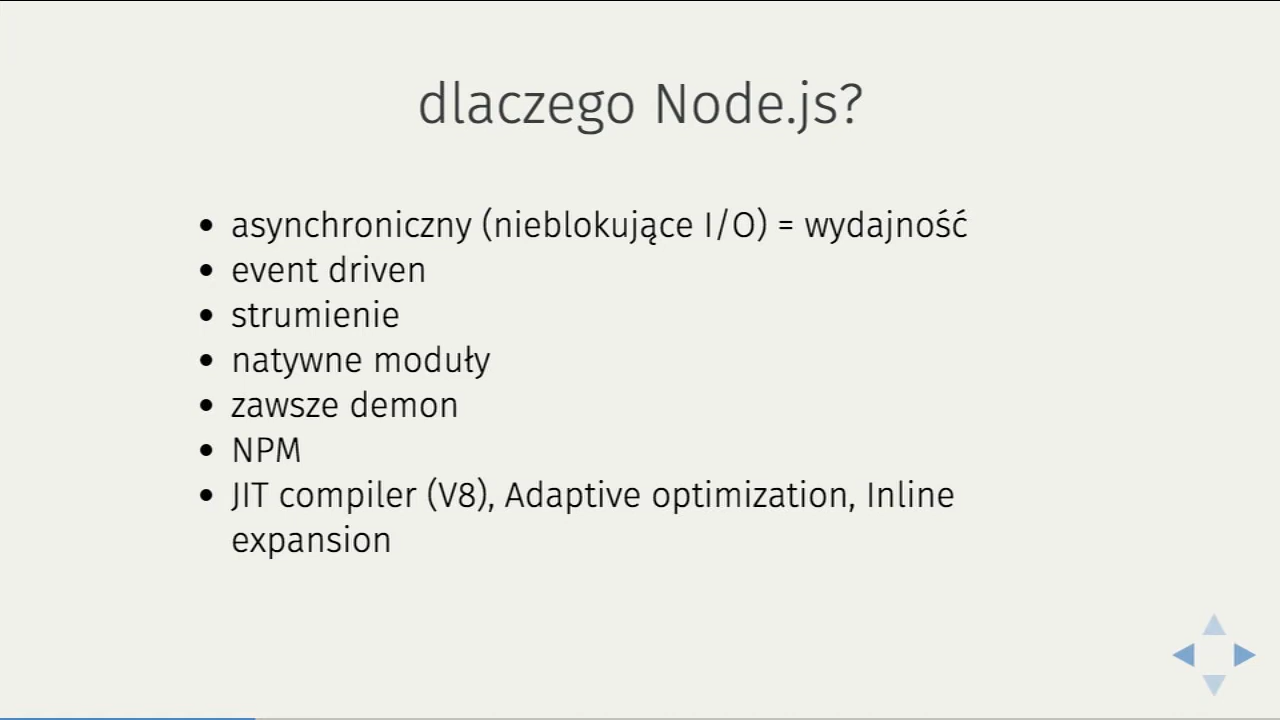 dlaczego Node.js?
• asynchroniczny (nieblokujące I/O) = wydajność
• event driven
• strumienie
• natywne moduły
• zawsze demon
• NPM
• JIT compiler (V8), Adaptive optimization, Inline
expansion